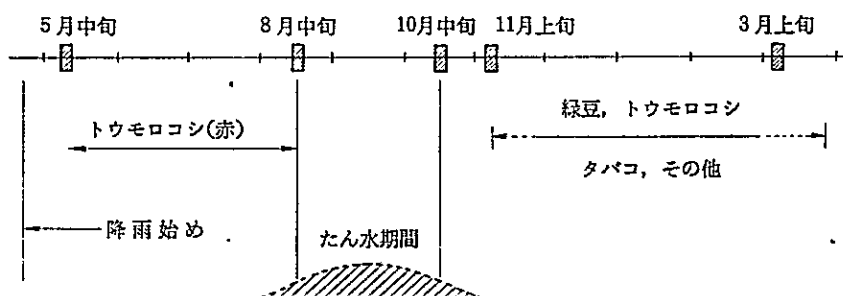 5月中旬 8月中旬 10月中旬 11月上旬 3月上旬
トウモロコシ(赤)
緑豆,トウモロコシ
タバコ,その他
降雨始め
たん水期間